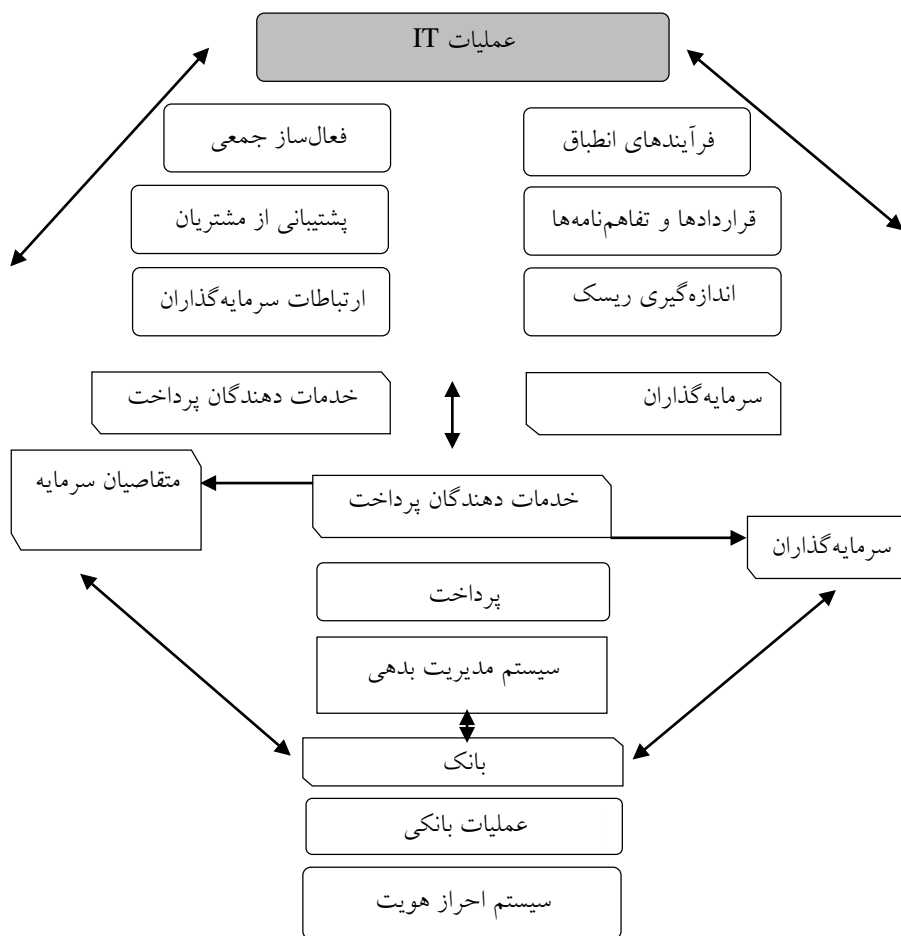 عملیات IT
فرآیندهای انطباق
فعال‌ساز جمعی
قراردادها و تفاهم‌نامه‌ها
پشتیبانی از مشتریان
اندازه‌گیری ریسک
ارتباطات سرمایه‌گذاران
سرمایه‌گذاران
خدمات دهندگان پرداخت
متقاصیان سرمایه
خدمات دهندگان پرداخت
سرمایه‌گذاران
پرداخت
سیستم مدیریت بدهی
بانک
عملیات بانکی
سیستم احراز هویت